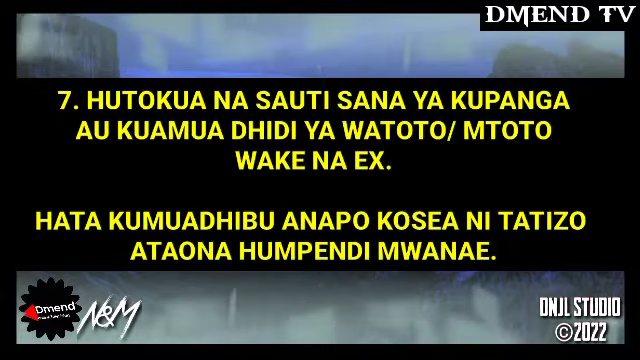 DMEND TV
7. HUTOKUA NA SAUTI SANA YA KUPANGA
AU KUAMUA DHIDI YA WATOTO/ MTOTO
WAKE NA EX.
HATA KUMUADHIBU ANAPO KOSEA NI TATIZO
ATAONA HUMPENDI MWANAE.
Dmend
N&M
DNJL STUDIO
©2022